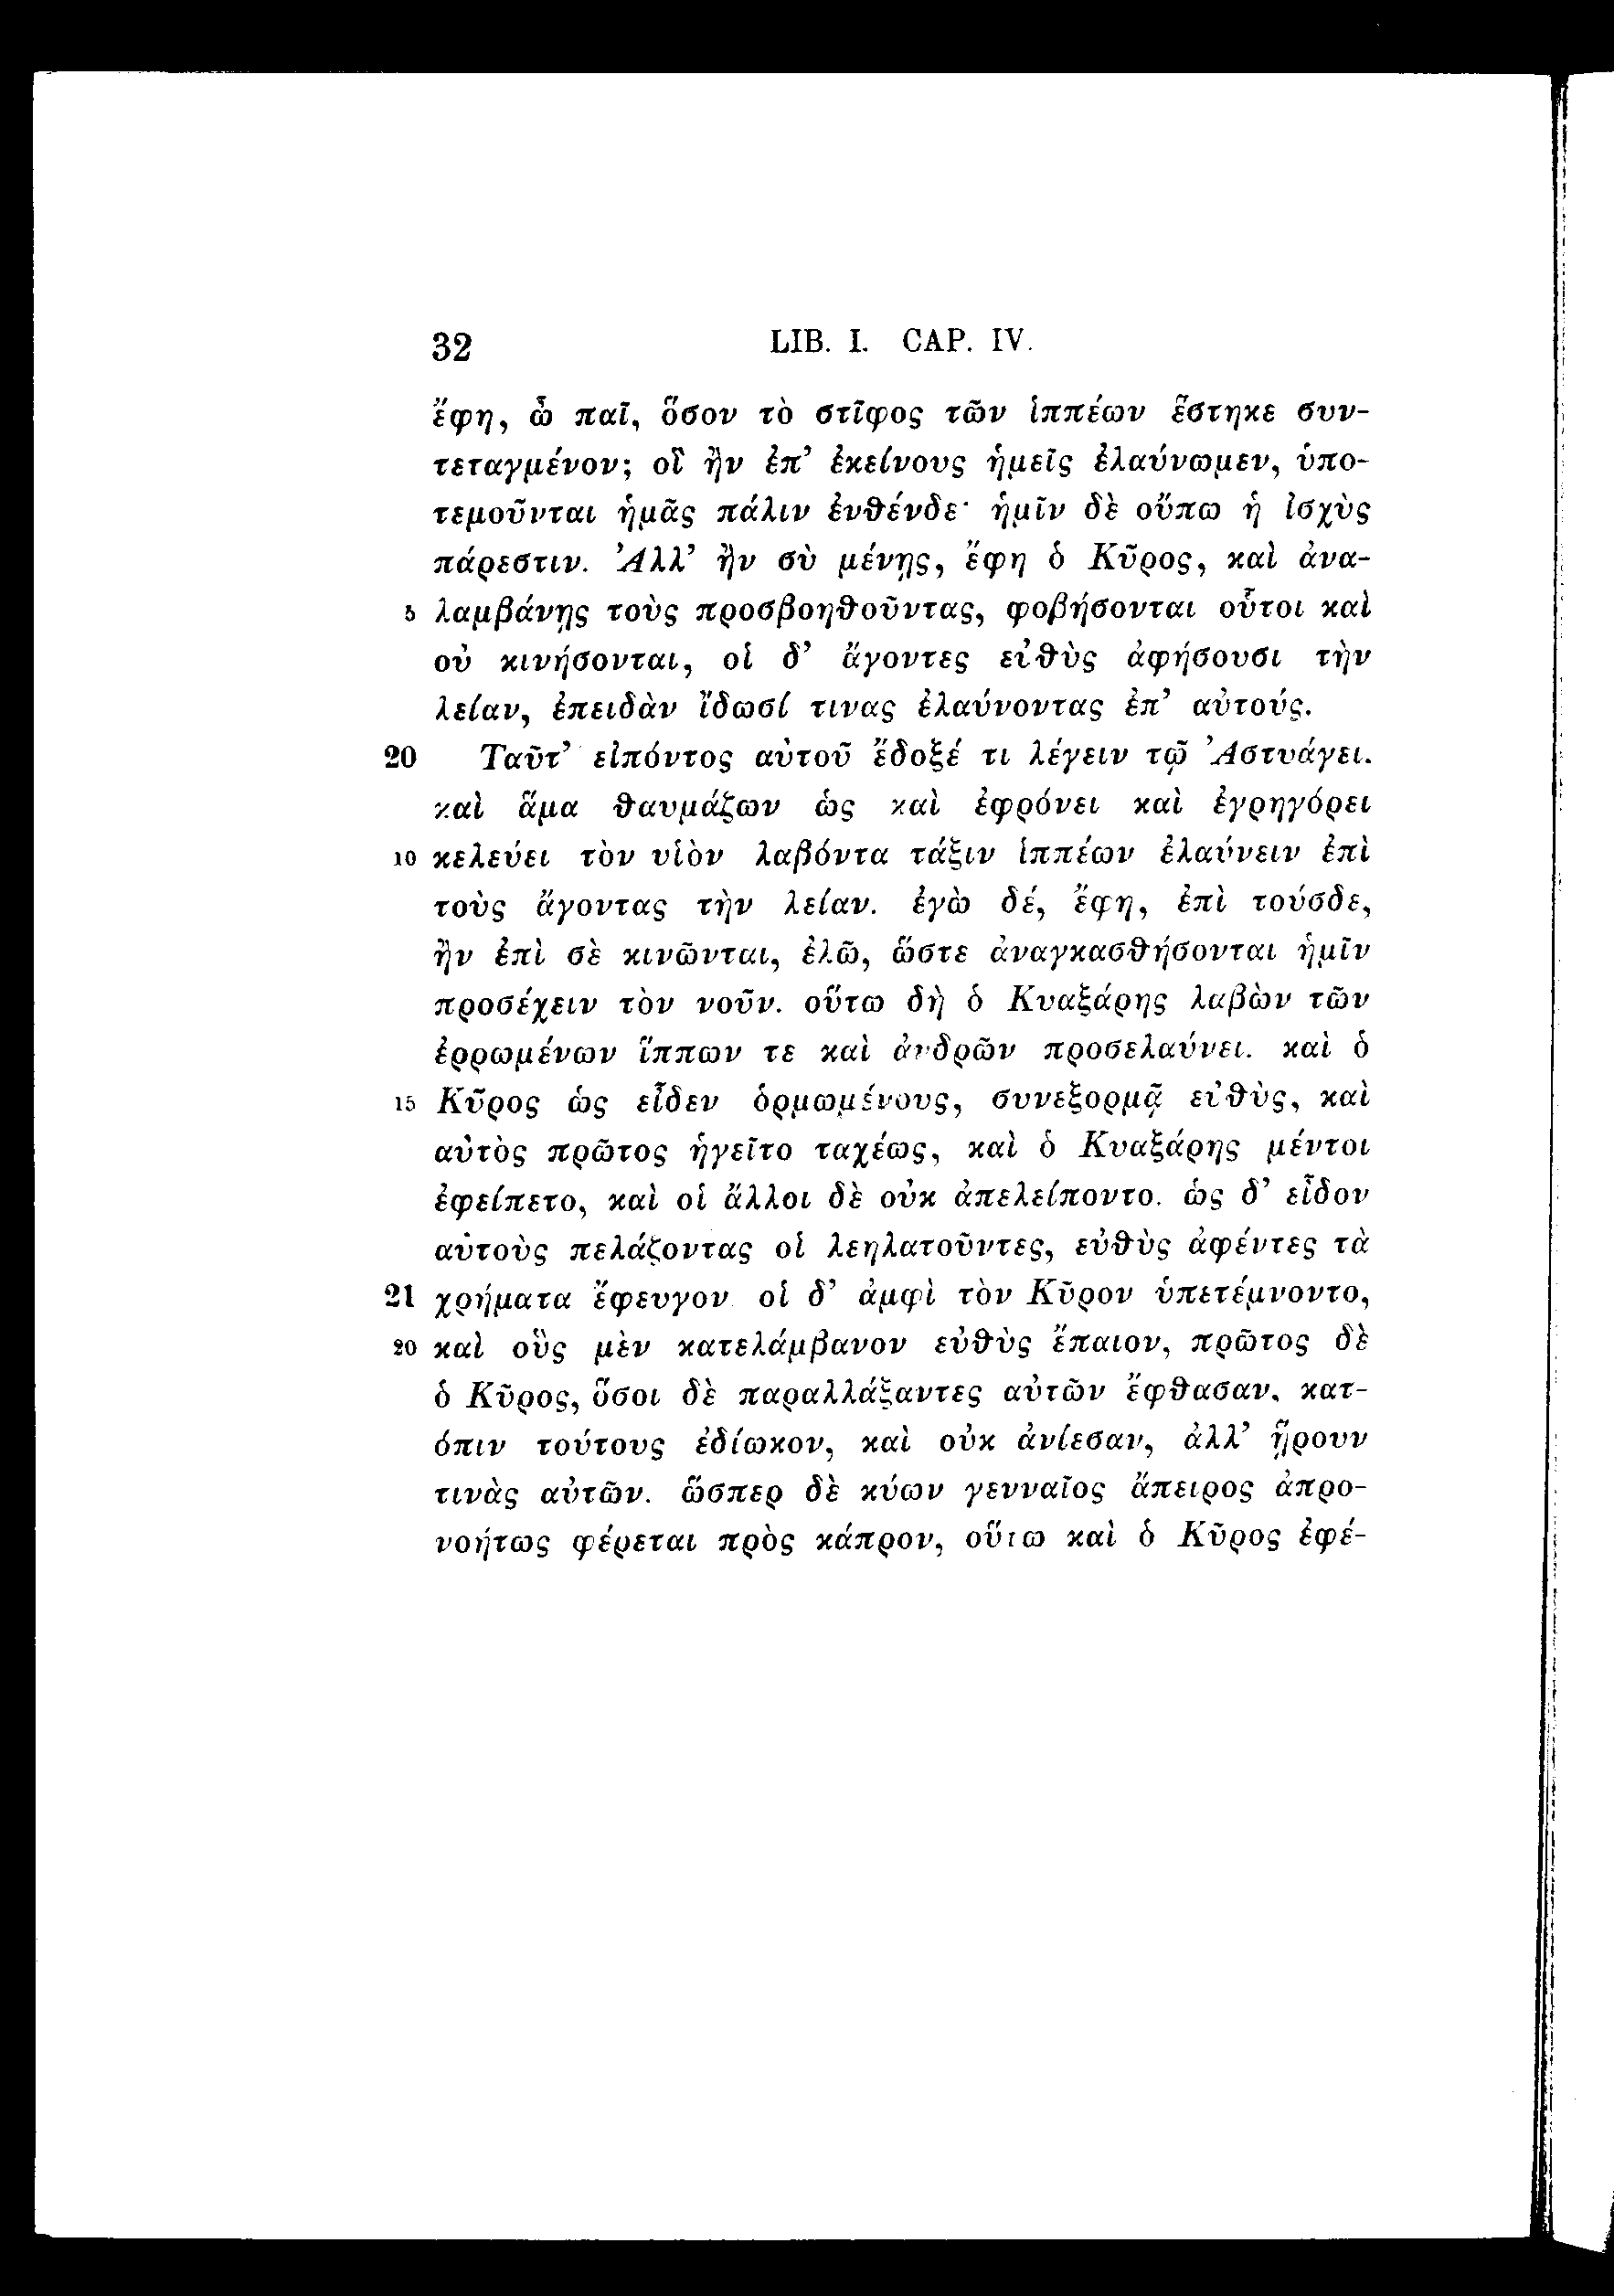 32 LIB. I. CAP. IV.
ἔφη, ὦ παῖ, ὅσον τὸ στῖφος τῶν ἱππέων ἕστηκε συν-
τεταγμένον; οἳ ἢν ἐπ’ ἐκείνους ἡμεῖς ἐλαύνωμεν, ὑπο-
τεμοῦνται ἡμᾶς πάλιν ἐνθένδε· ἡμῖν δὲ οὔπω ἡ ἰσχὺς
πάρεστιν. Ἀλλ’ ἢν σὺ μένῃς, ἔφη ὁ Κῦρος, καὶ ἀνα-
5 λαμβάνῃς τοὺς προσβοηθοῦντας, φοβήσονται οὗτοι καὶ
οὐ κινήσονται, οἱ δ’ ἄγοντες εὐθὺς ἀφήσουσι τὴν
λείαν, ἐπειδὰν ἴδωσί τινας ἐλαύνοντας ἐπ’ αὐτούς.
20 Ταῦτ’ εἰπόντος αὐτοῦ ἔδοξέ τι λέγειν τῷ Ἀστυάγει.
καὶ ἅμα θαυμάζων ὡς καὶ ἐφρόνει καὶ ἐγρηγόρει
10 κελεύει τὸν υἱὸν λαβόντα τάξιν ἱππέων ἐλαύνειν ἐπὶ
τοὺς ἄγοντας τὴν λείαν. ἐγὼ δέ, ἔφη, ἐπὶ τούσδε,
ἢν ἐπὶ σὲ κινῶνται, ἐλῶ, ὥστε ἀναγκασθήσονται ἡμῖν
προσέχειν τὸν νοῦν. οὕτω δὴ ὁ Κυαξάρης λαβὼν τῶν
ἐρρωμένων ἵππων τε καὶ ἀνδρῶν προσελαύνει. καὶ ὁ
15 Κῦρος ὡς εἶδεν ὁρμωμένους, συνεξορμᾷ εὐθὺς, καὶ
αὐτὸς πρῶτος ἡγεῖτο ταχέως, καὶ ὁ Κυαξάρης μέντοι
ἐφείπετο, καὶ οἱ ἄλλοι δὲ οὐκ ἀπελείποντο. ὡς δ’ εἶδον
αὐτοὺς πελάζοντας οἱ λεηλατοῦντες, εὐθὺς ἀφέντες τὰ
21 χρήματα ἔφευγον οἱ δ’ ἀμφὶ τὸν Κῦρον ὑπετέμνοντο,
20 καὶ οὓς μὲν κατελάμβανον εὐθὺς ἔπαιον, πρῶτος δὲ
ὁ Κῦρος, ὅσοι δὲ παραλλάξαντες αὐτῶν ἔφθασαν, κατ-
όπιν τούτους ἐδίωκον, καὶ οὐκ ἀνίεσαν, ἀλλ’ ᾕρουν
τινὰς αὐτῶν. ὥσπερ δὲ κύων γενναῖος ἄπειρος ἀπρο-
νοήτως φέρεται πρὸς κάπρον, οὕτω καὶ ὁ Κῦρος ἐφέ-